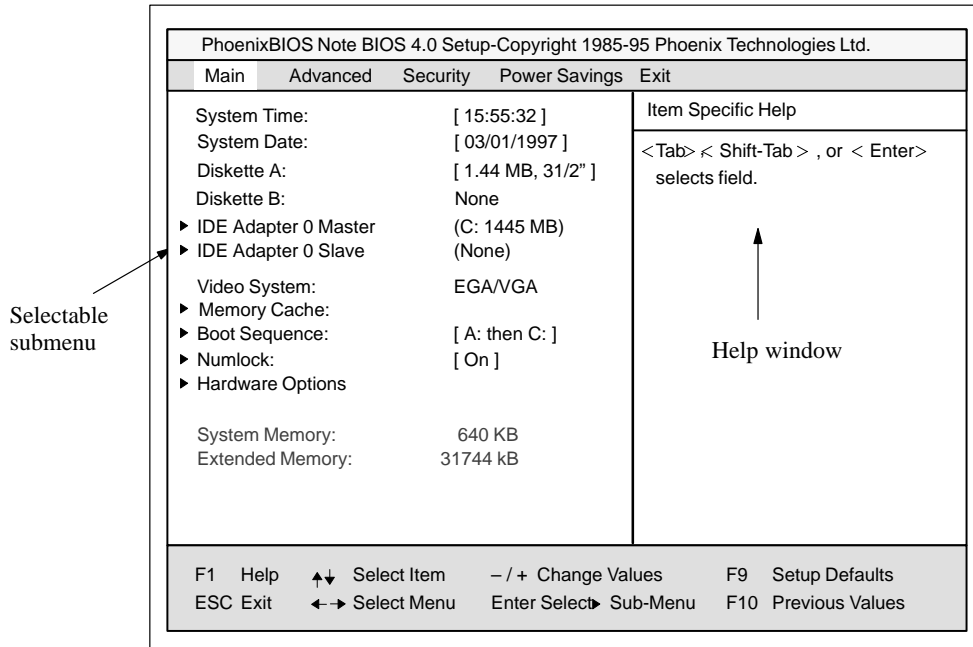 PhoenixBIOS Note BIOS 4.0 Setup-Copyright 1985-95 Phoenix Technologies Ltd.
Main Advanced Security Power Savings Exit
System Time: [ 15:55:32 ]
System Date: [ 03/01/1997 ]
Diskette A: [ 1.44 MB, 31/2” ]
Diskette B: None
IDE Adapter 0 Master (C: 1445 MB)
IDE Adapter 0 Slave (None)
Video System: EGA/VGA
Memory Cache:
Boot Sequence: [ A: then C: ]
Numlock: [ On ]
Hardware Options
System Memory: 640 KB
Extended Memory: 31744 kB
Item Specific Help
<Tab>,< Shift-Tab > , or < Enter>
selects field.
Selectable
submenu
Help window
F1 Help Select Item – / + Change Values F9 Setup Defaults
ESC Exit Select Menu Enter Select Sub-Menu F10 Previous Values